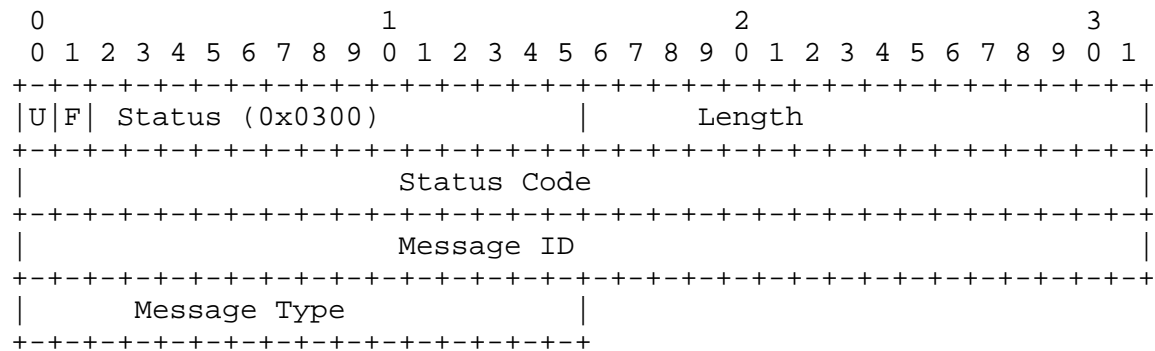 0                   1                   2                   3
 0 1 2 3 4 5 6 7 8 9 0 1 2 3 4 5 6 7 8 9 0 1 2 3 4 5 6 7 8 9 0 1
+-+-+-+-+-+-+-+-+-+-+-+-+-+-+-+-+-+-+-+-+-+-+-+-+-+-+-+-+-+-+-+-+
|U|F| Status (0x0300)           |      Length                   |
+-+-+-+-+-+-+-+-+-+-+-+-+-+-+-+-+-+-+-+-+-+-+-+-+-+-+-+-+-+-+-+-+
|                     Status Code                               |
+-+-+-+-+-+-+-+-+-+-+-+-+-+-+-+-+-+-+-+-+-+-+-+-+-+-+-+-+-+-+-+-+
|                     Message ID                                |
+-+-+-+-+-+-+-+-+-+-+-+-+-+-+-+-+-+-+-+-+-+-+-+-+-+-+-+-+-+-+-+-+
|      Message Type             |
+-+-+-+-+-+-+-+-+-+-+-+-+-+-+-+-+